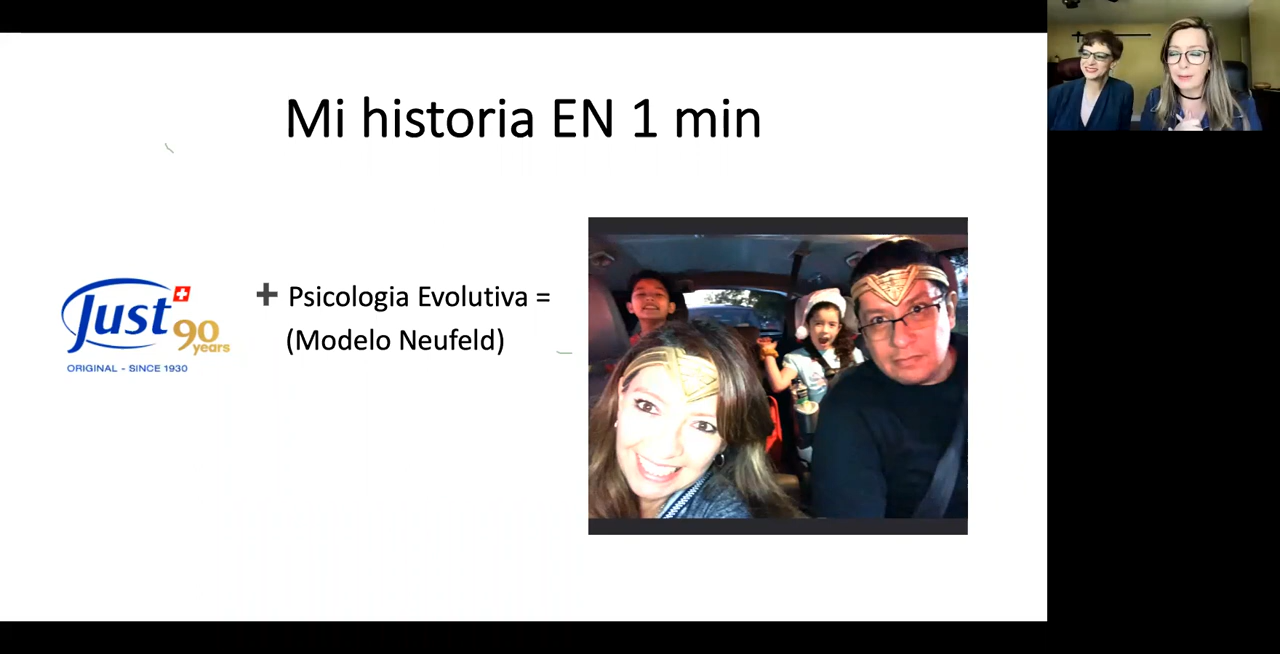 Mi historia EN 1 min
Just
90
years
ORIGINAL - SINCE 1930
+ Psicologia Evolutiva =
(Modelo Neufeld)